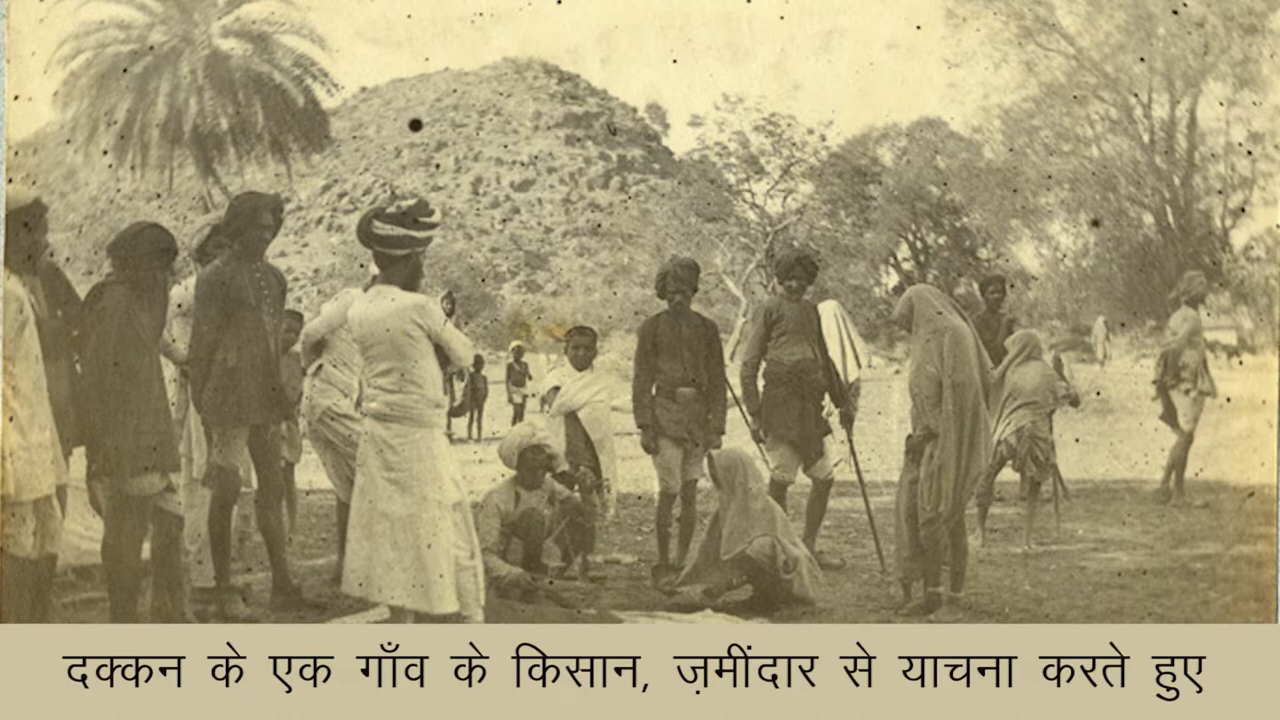 दक्कन के एक गाँव के किसान, ज़मींदार से याचना करते हुए